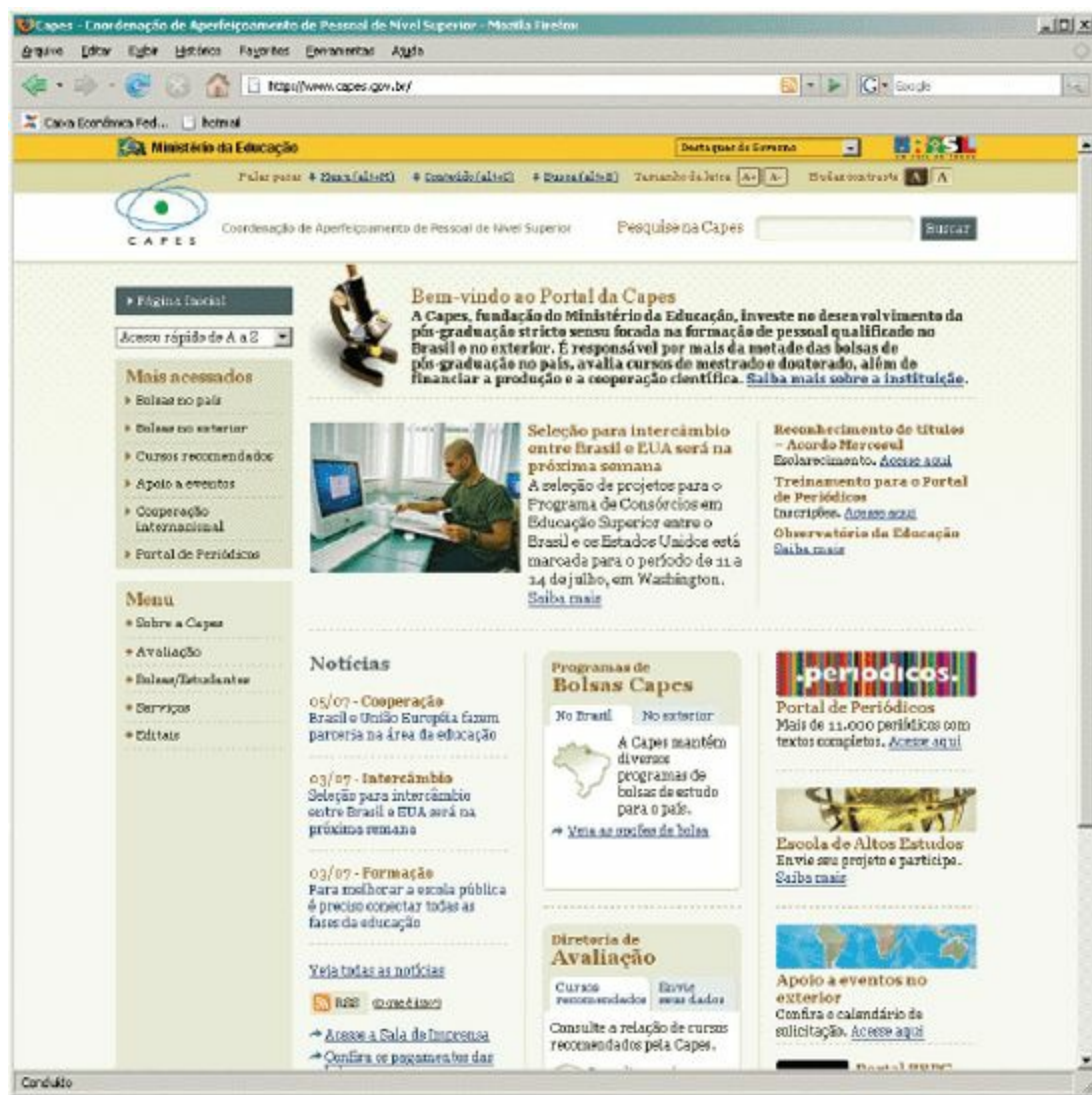 Capes - Coordenação de Aperfeiçoamento de Pessoal de Nível Superior - Mozilla Firefox
Arquivo Editar Exibir Histórico Favoritos Ferramentas Ajuda
https://www.capes.gov.br/
G Google
Caixa Econômica Fed... hotmail
Ministério da Educação
Destaques do Governo
BRASIL
Pular para: Menu (alt+M) Conteúdo (alt+C) Busca (alt+B) Tamanho da letra A+ A- Mudar contraste A A
CAPES
Coordenação de Aperfeiçoamento de Pessoal de Nível Superior
Pesquise na Capes
Buscar
Página Inicial
Acesso rápido de A a Z
Mais acessados
Bolsas no país
Bolsas no exterior
Cursos recomendados
Apoio a eventos
Cooperação
internacional
Portal de Periódicos
Menu
Sobre a Capes
Avaliação
Bolsas/Estudantes
Serviços
Editais
Bem-vindo ao Portal da Capes
A Capes, fundação do Ministério da Educação, investe no desenvolvimento da
pós-graduação stricto sensu focada na formação de pessoal qualificado no
Brasil e no exterior. É responsável por mais da metade das bolsas de
pós-graduação no país, avalia cursos de mestrado e doutorado, além de
financiar a produção e a cooperação científica. Saiba mais sobre a instituição.
Seleção para intercâmbio
entre Brasil e EUA será na
próxima semana
A seleção de projetos para o
Programa de Consórcios em
Educação Superior entre o
Brasil e os Estados Unidos está
marcada para o período de 11 a
14 de julho, em Washington.
Saiba mais
Reconhecimento de títulos
– Acordo Mercosul
Esclarecimento. Acesse aqui
Treinamento para o Portal
de Periódicos
Inscrições. Acesse aqui
Observatório da Educação
Saiba mais
Notícias
05/07 - Cooperação
Brasil e União Européia fazem
parceria na área da educação
03/07 - Intercâmbio
Seleção para intercâmbio
entre Brasil e EUA será na
próxima semana
03/07 - Formação
Para melhorar a escola pública
é preciso conectar todas as
fases da educação
Veja todas as notícias
RSS (o que é isso?)
Acesse a Sala de Imprensa
Confira os pagamentos das
Programas de
Bolsas Capes
No Brasil No exterior
A Capes mantém
diversos
programas de
bolsas de estudo
para o país.
Veja as opções de bolsa
Diretoria de
Avaliação
Cursos
recomendados
Envie
seus dados
Consulte a relação de cursos
recomendados pela Capes.
.periodicos.
Portal de Periódicos
Mais de 11.000 periódicos com
textos completos. Acesse aqui
Escola de Altos Estudos
Envie seu projeto e participe.
Saiba mais
Apoio a eventos no
exterior
Confira o calendário de
solicitação. Acesse aqui
Concluído